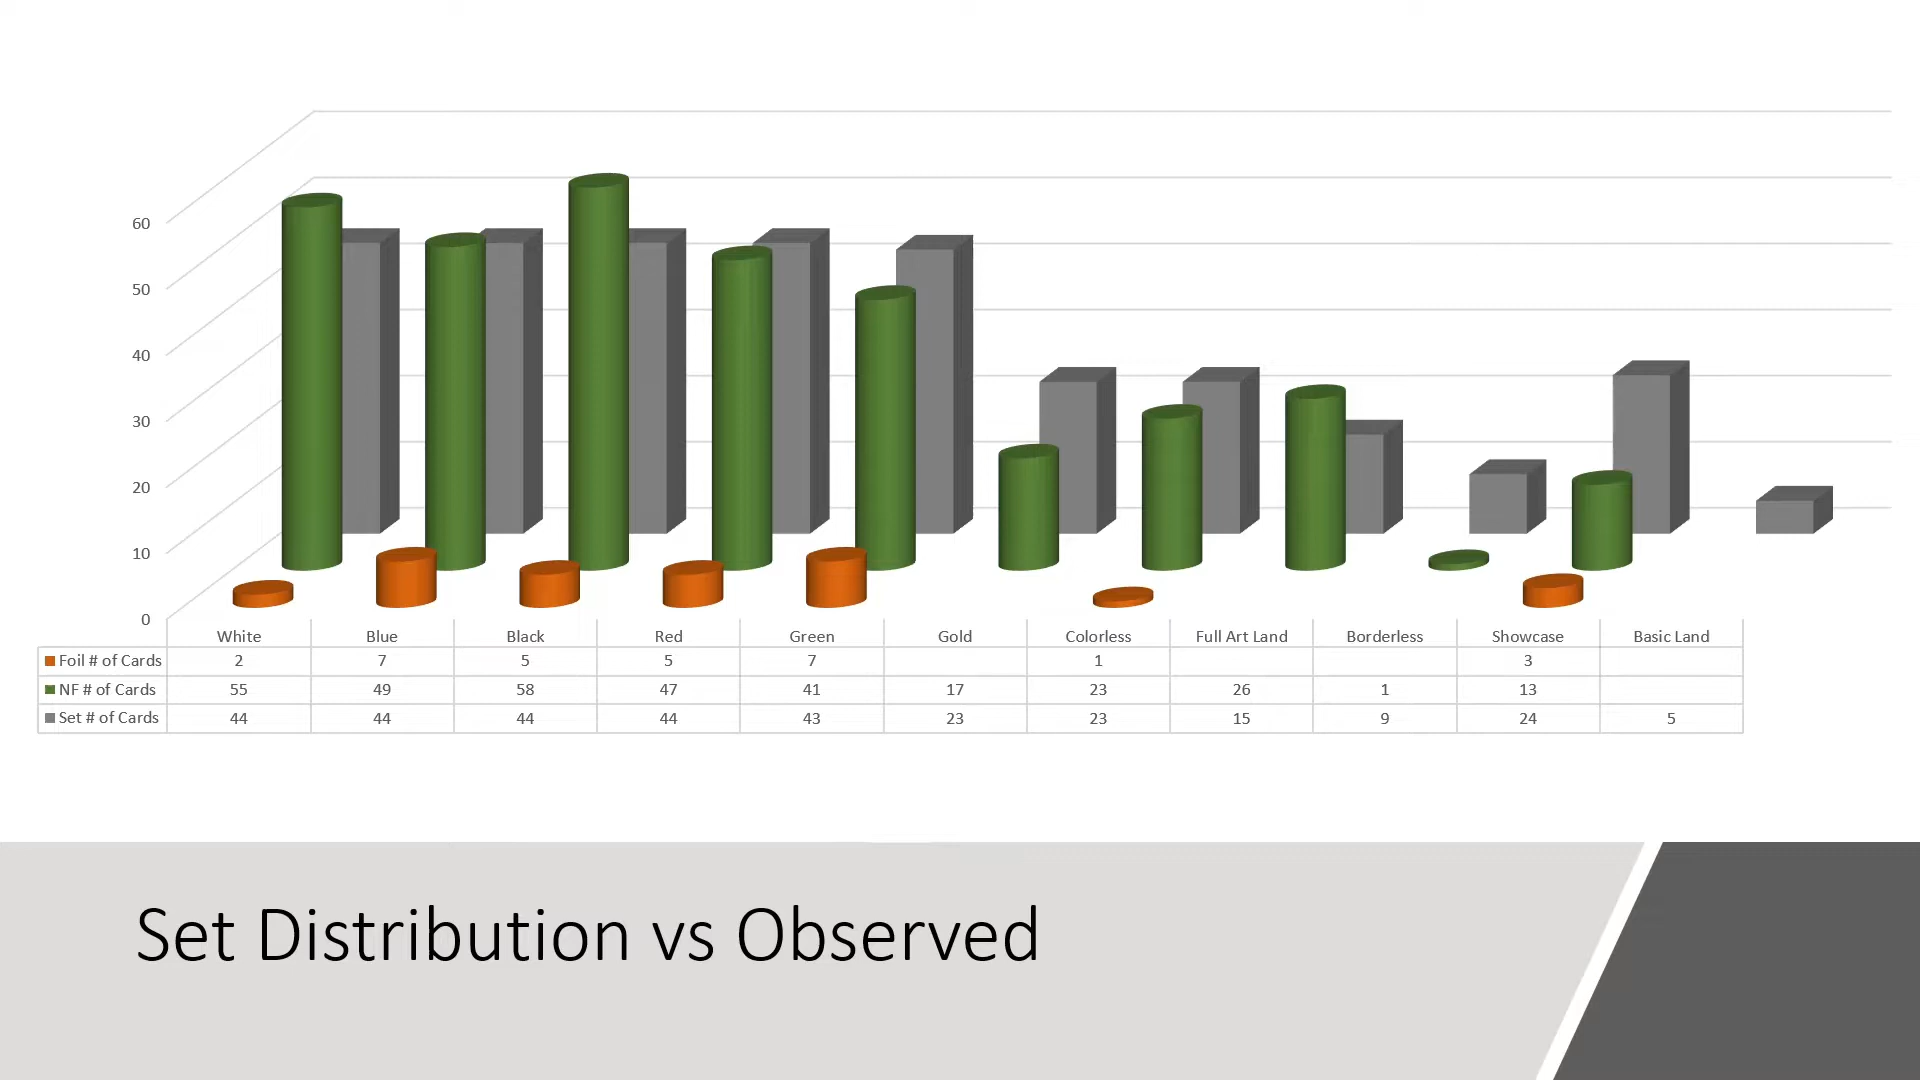 60
50
40
30
20
10
0
White Blue Black Red Green Gold Colorless Full Art Land Borderless Showcase Basic Land
Foil # of Cards 2 7 5 5 7 1 3
NF # of Cards 55 49 58 47 41 17 23 26 1 13
Set # of Cards 44 44 44 44 43 23 23 15 9 24 5
Set Distribution vs Observed